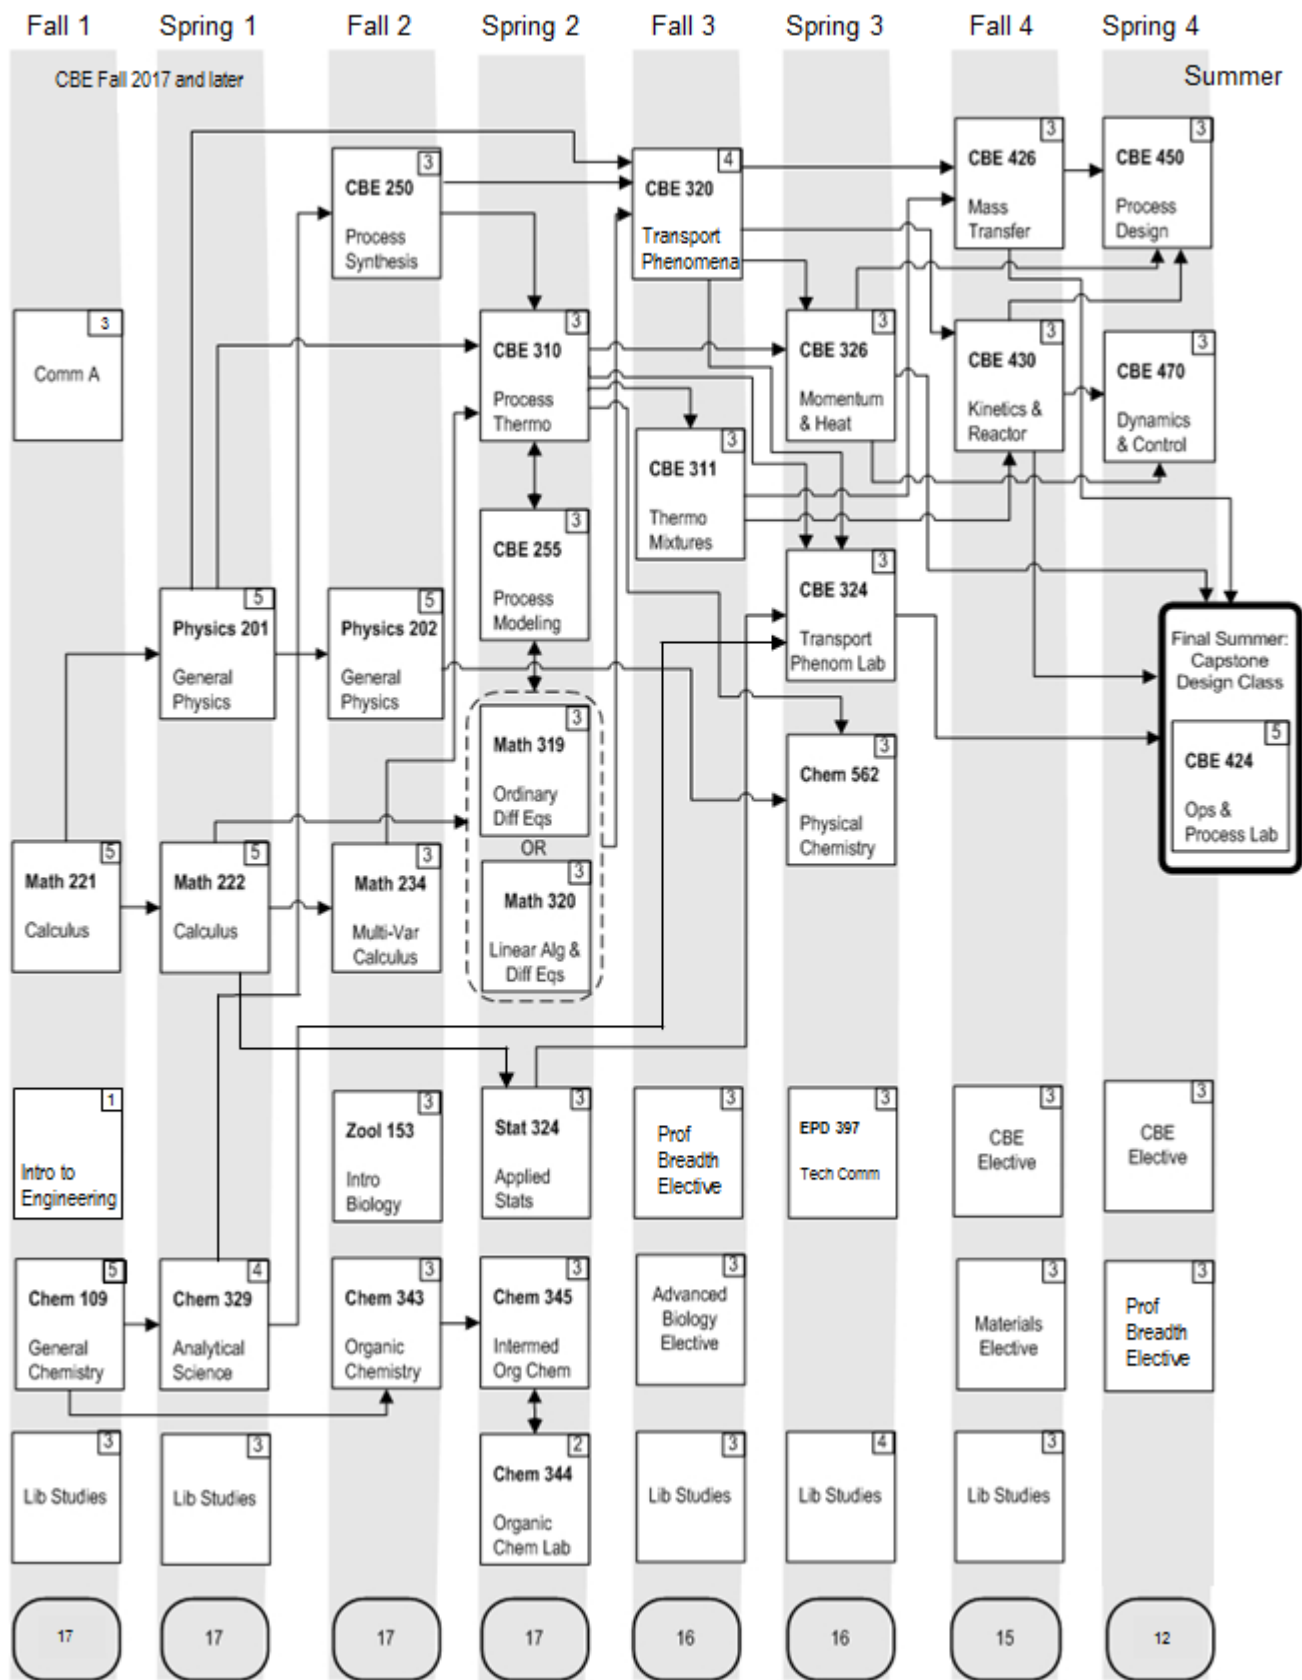 Fall 1 Spring 1 Fall 2 Spring 2 Fall 3 Spring 3 Fall 4 Spring 4
CBE Fall 2017 and later
Summer
3
Comm A
5
Math 221
Calculus
1
Intro to
Engineering
5
Chem 109
General
Chemistry
3
Lib Studies
17
5
Physics 201
General
Physics
5
Math 222
Calculus
4
Chem 329
Analytical
Science
3
Lib Studies
17
3
CBE 250
Process
Synthesis
5
Physics 202
General
Physics
3
Math 234
Multi-Var
Calculus
3
Zool 153
Intro
Biology
3
Chem 343
Organic
Chemistry
17
3
CBE 310
Process
Thermo
3
CBE 255
Process
Modeling
3
Math 319
Ordinary
Diff Eqs
OR
3
Math 320
Linear Alg &
Diff Eqs
3
Stat 324
Applied
Stats
3
Chem 345
Intermed
Org Chem
2
Chem 344
Organic
Chem Lab
17
4
CBE 320
Transport
Phenomena
3
CBE 311
Thermo
Mixtures
3
Prof
Breadth
Elective
3
Advanced
Biology
Elective
3
Lib Studies
16
3
CBE 326
Momentum
& Heat
3
CBE 324
Transport
Phenom Lab
3
Chem 562
Physical
Chemistry
3
EPD 397
Tech Comm
4
Lib Studies
16
3
CBE 426
Mass
Transfer
3
CBE 430
Kinetics &
Reactor
3
CBE
Elective
3
Materials
Elective
3
Lib Studies
15
3
CBE 450
Process
Design
3
CBE 470
Dynamics
& Control
Final Summer:
Capstone
Design Class
5
CBE 424
Ops &
Process Lab
3
CBE
Elective
3
Prof
Breadth
Elective
12